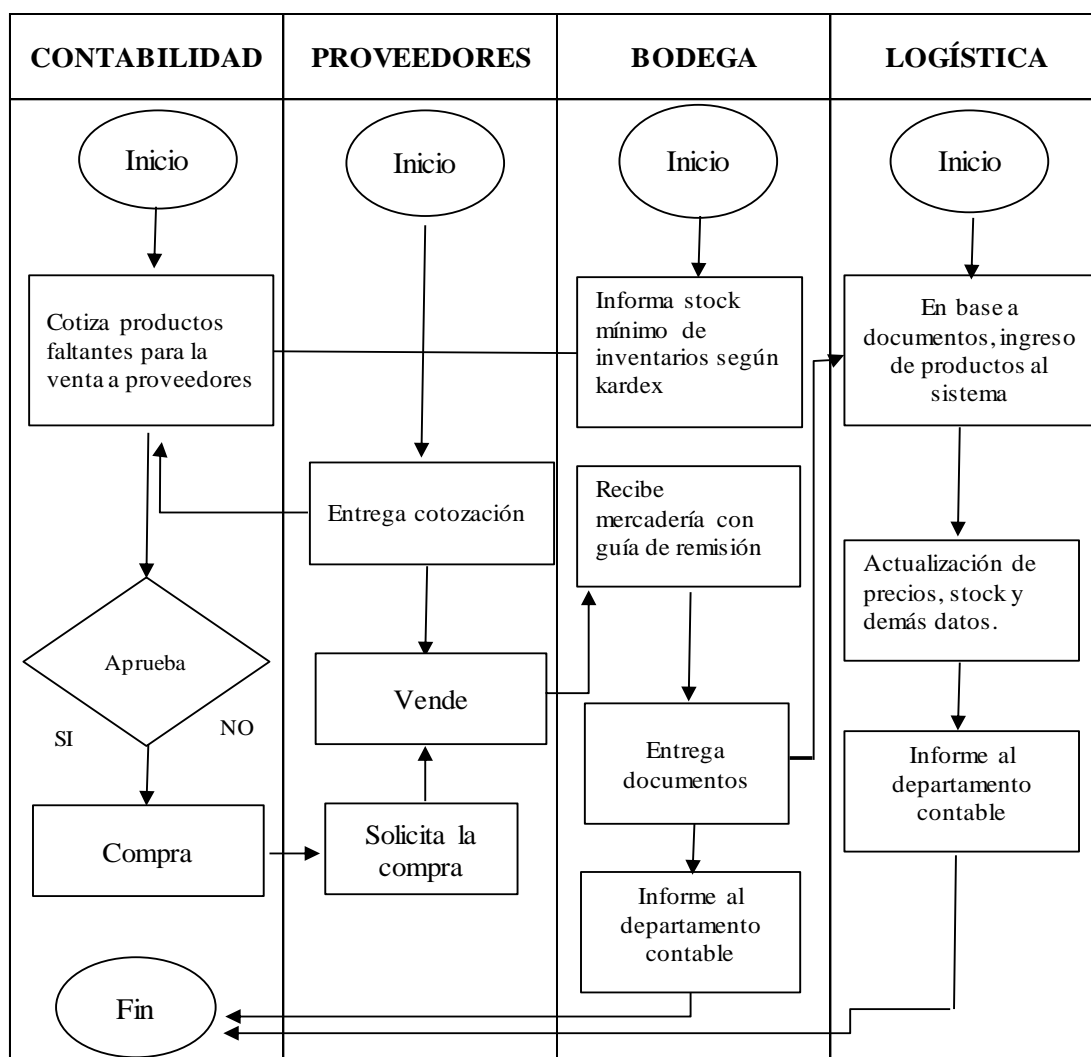 CONTABILIDAD
PROVEEDORES
BODEGA
LOGÍSTICA
Inicio
Inicio
Inicio
Inicio
Cotiza productos
faltantes para la
venta a proveedores
Informa stock
mínimo de
inventarios según
kardex
En base a
documentos, ingreso
de productos al
sistema
Entrega cotozación
Recibe
mercadería con
guía de remisión
Actualización de
precios, stock y
demás datos.
Aprueba
SI
NO
Vende
Entrega
documentos
Informe al
departamento
contable
Compra
Solicita la
compra
Informe al
departamento
contable
Fin